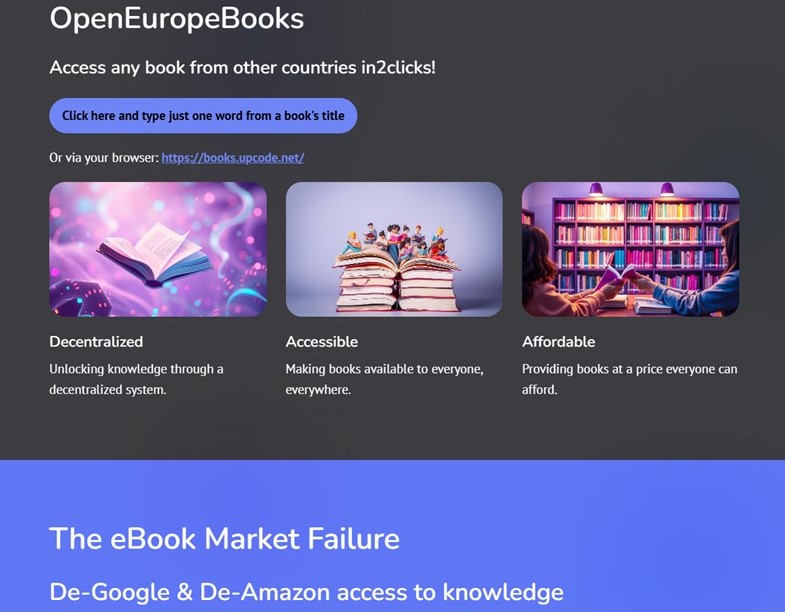 OpenEuropeBooks
Access any book from other countries in2clicks!
Click here and type just one word from a book's title
Or via your browser: https://books.upcode.net/
Decentralized
Unlocking knowledge through a
decentralized system.
Accessible
Making books available to everyone,
everywhere.
Affordable
Providing books at a price everyone can
afford.
The eBook Market Failure
De-Google & De-Amazon access to knowledge